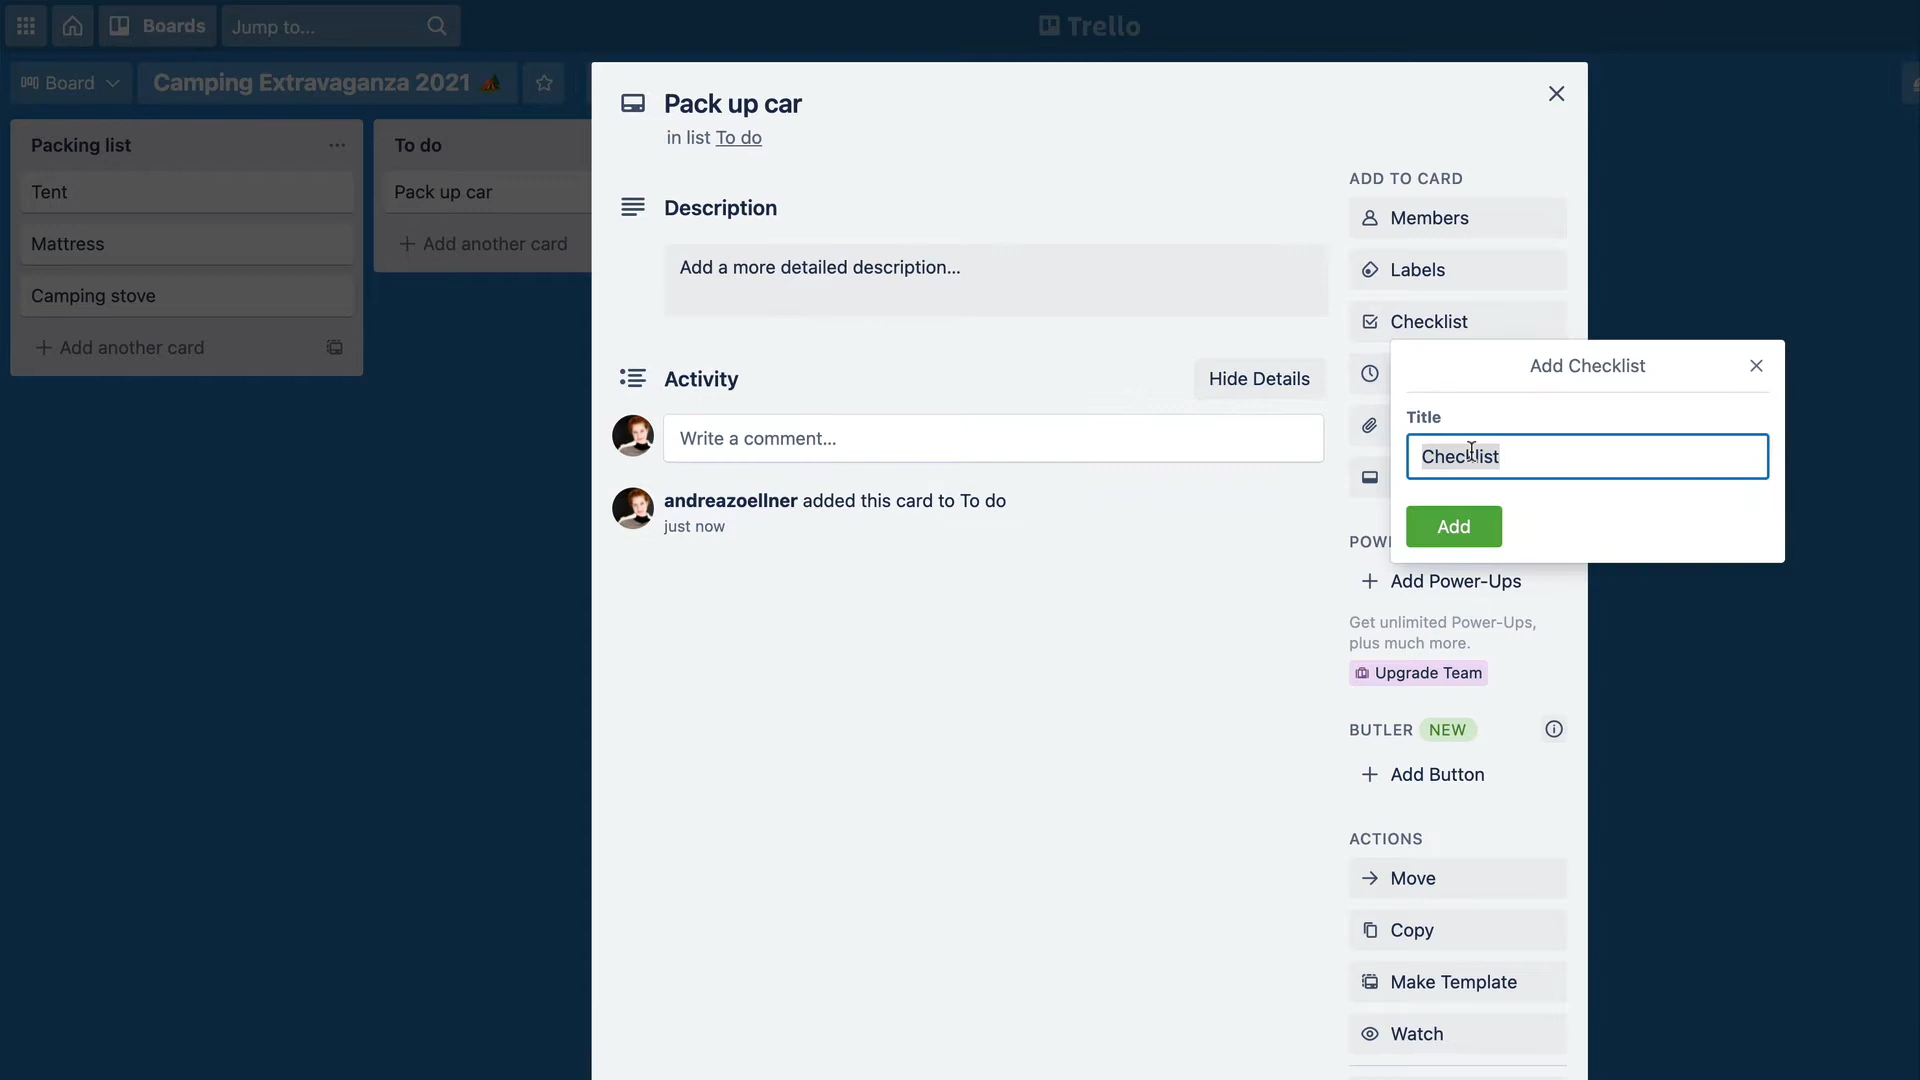 Boards
Jump to...
Trello
Board
Camping Extravaganza 2021
Packing list
Tent
Mattress
Camping stove
Add another card
To do
Pack up car
Add another card
Pack up car
in list To do
Description
Add a more detailed description...
Activity
Hide Details
Write a comment...
andreazoellner added this card to To do
just now
ADD TO CARD
Members
Labels
Checklist
Add Checklist
Title
Checklist
Add
POW
Add Power-Ups
Get unlimited Power-Ups,
plus much more.
Upgrade Team
BUTLER NEW
Add Button
ACTIONS
Move
Copy
Make Template
Watch